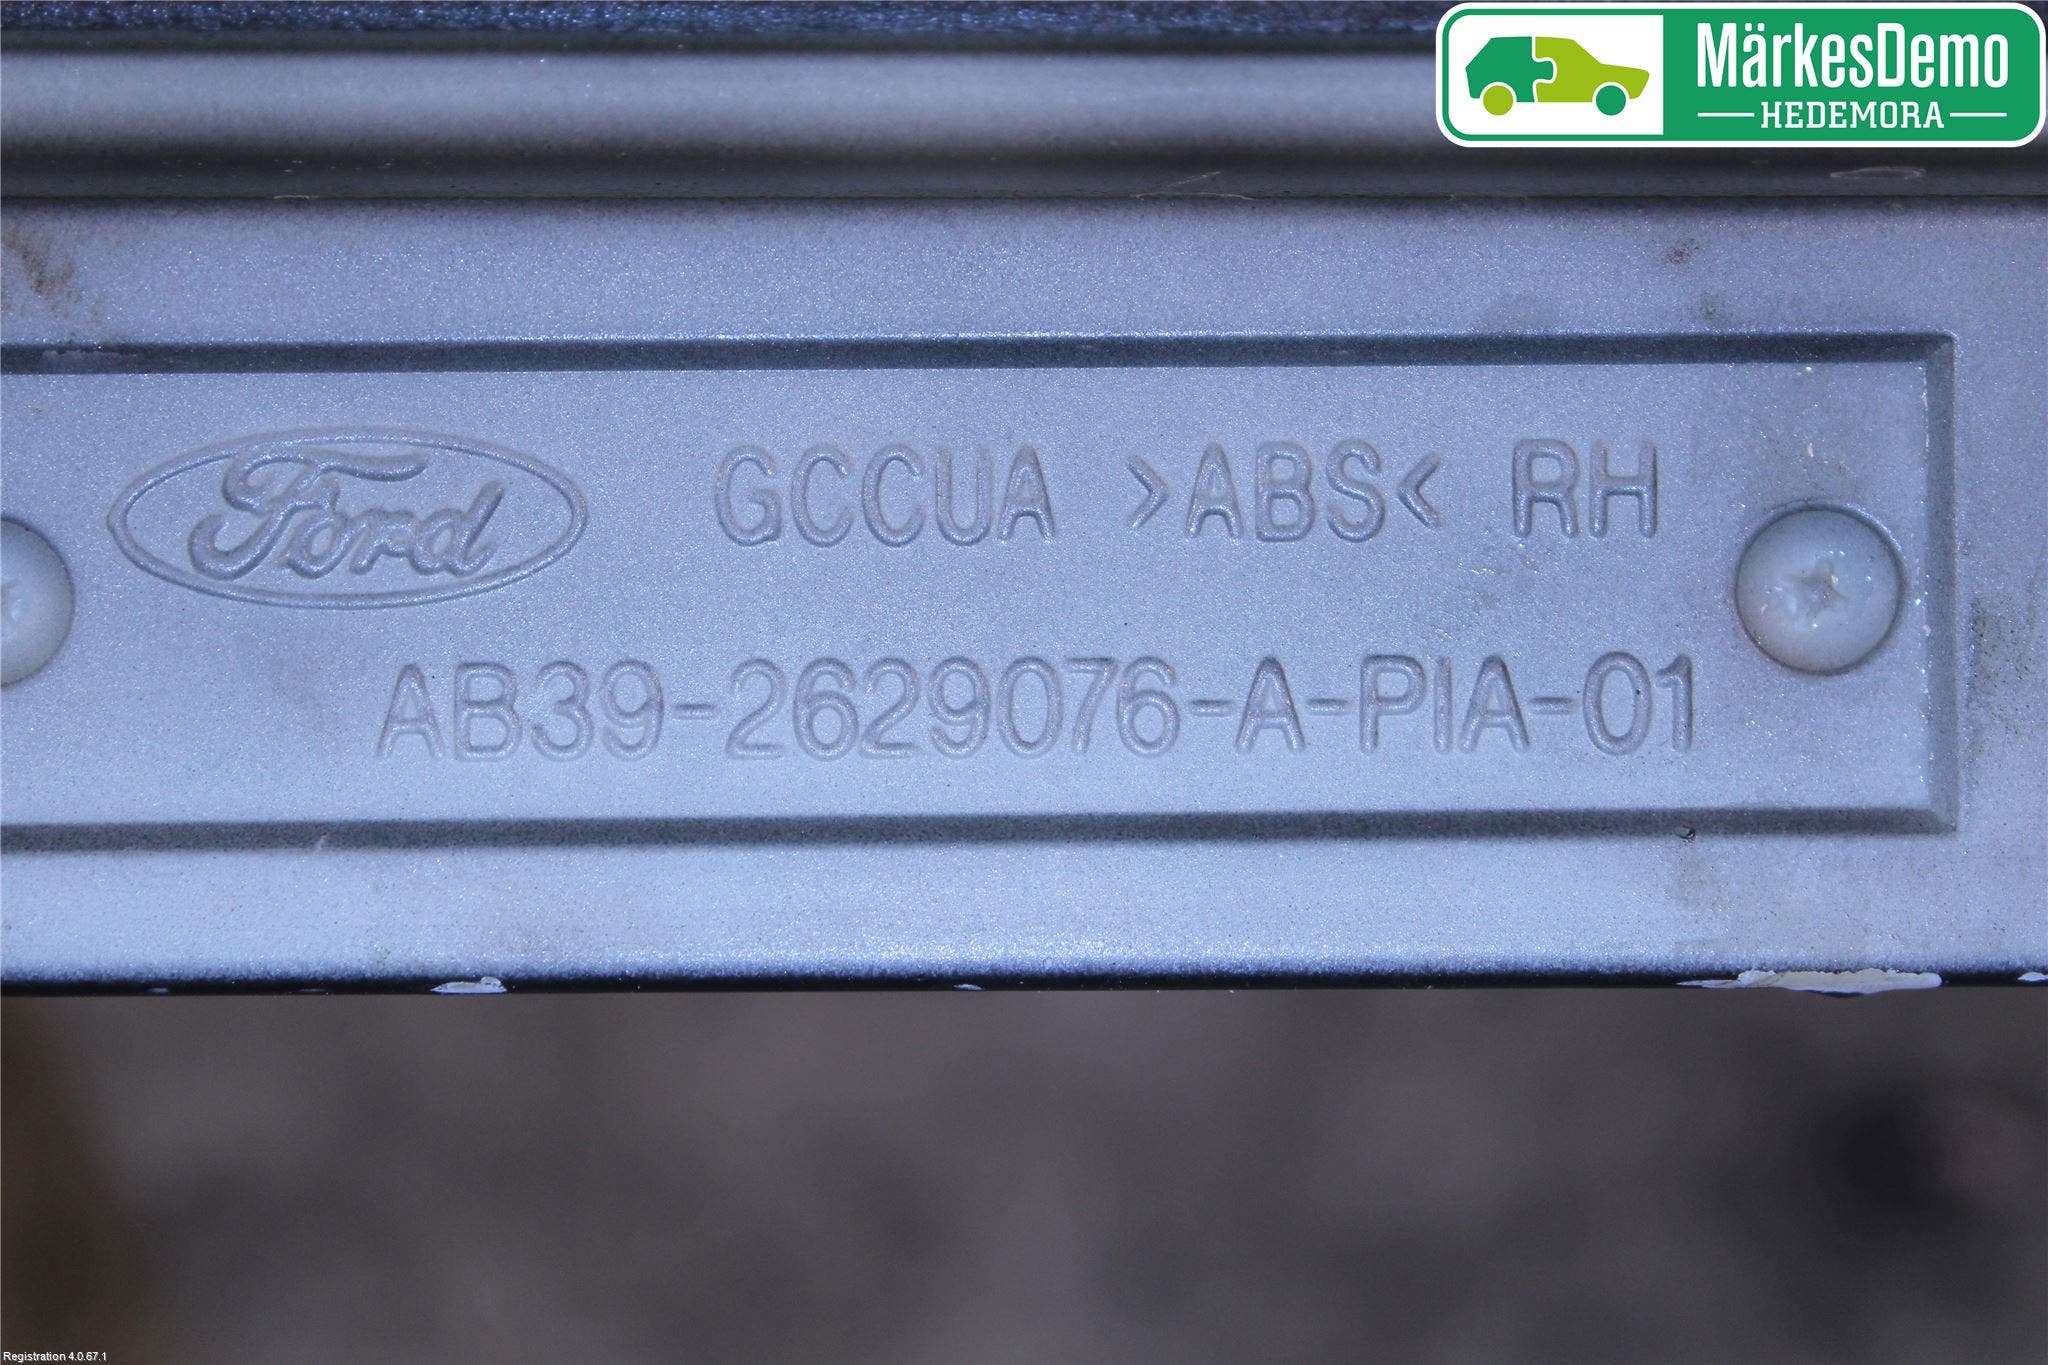 MärkesDemo
HEDEMORA
Ford GCCUA >ABS< RH
AB39-2629076-A-PIA-01
Registration 4.0.67.1